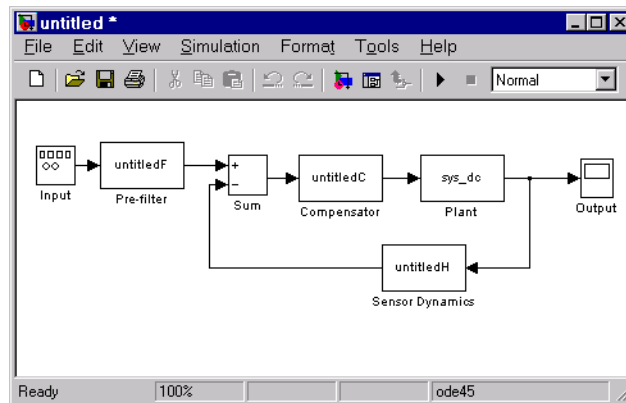 untitled *
File Edit View Simulation Format Tools Help
Normal
untitledF
+
−
untitledC
sys_dc
Input
Pre-filter
Sum
Compensator
Plant
Output
untitledH
Sensor Dynamics
Ready 100% ode45